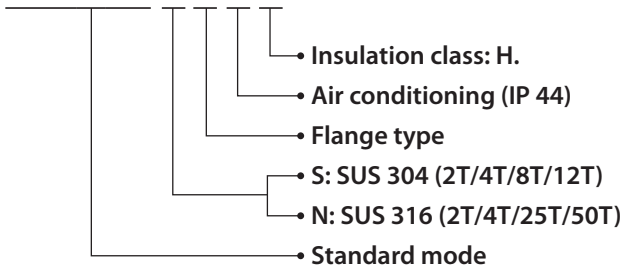 Insulation class: H.
Air conditioning (IP 44)
Flange type
S: SUS 304 (2T/4T/8T/12T)
N: SUS 316 (2T/4T/25T/50T)
Standard mode